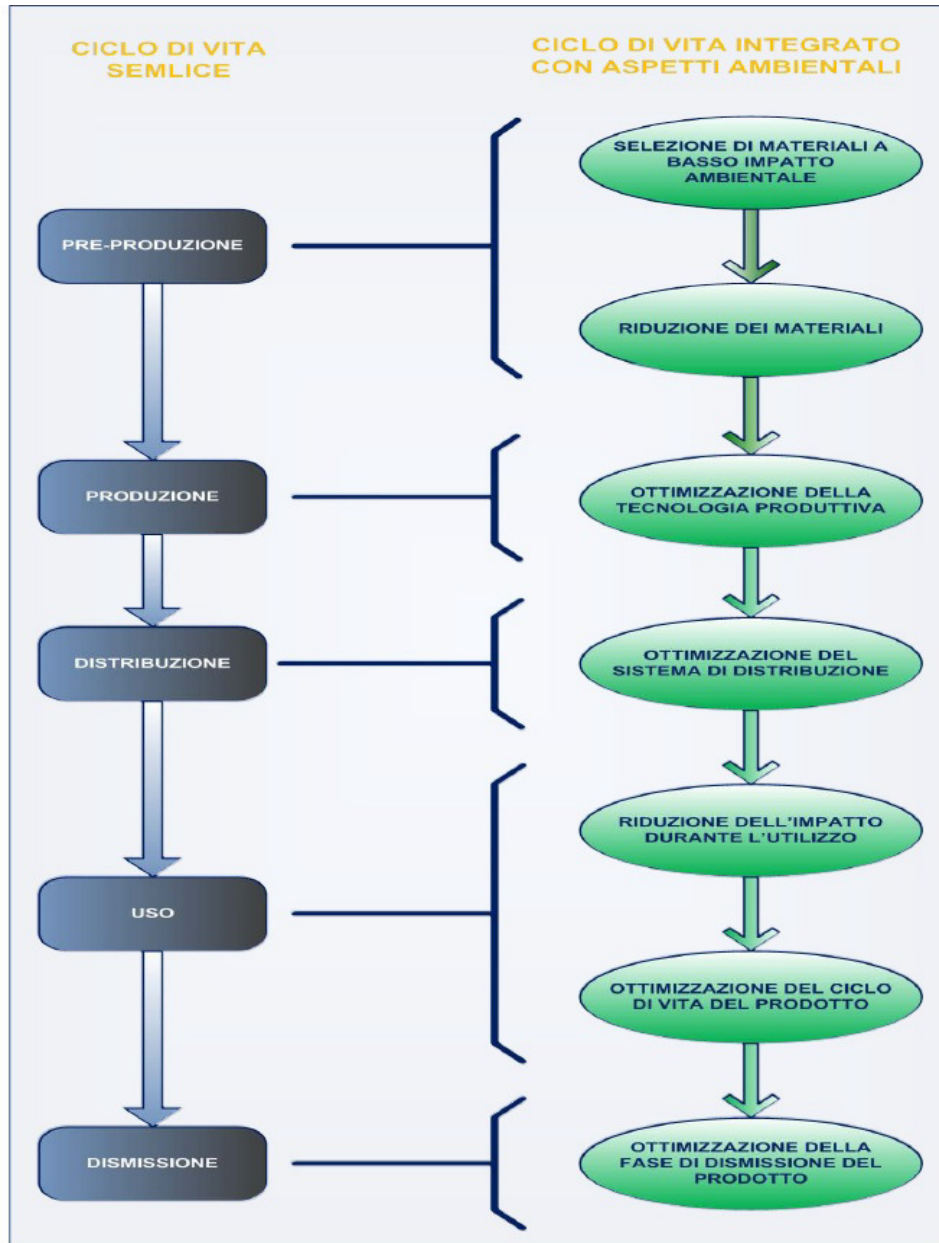 CICLO DI VITA
SEMLICE
CICLO DI VITA INTEGRATO
CON ASPETTI AMBIENTALI
PRE-PRODUZIONE
SELEZIONE DI MATERIALI A
BASSO IMPATTO
AMBIENTALE
RIDUZIONE DEI MATERIALI
PRODUZIONE
OTTIMIZZAZIONE DELLA
TECNOLOGIA PRODUTTIVA
DISTRIBUZIONE
OTTIMIZZAZIONE DEL
SISTEMA DI DISTRIBUZIONE
USO
RIDUZIONE DELL'IMPATTO
DURANTE L'UTILIZZO
OTTIMIZZAZIONE DEL CICLO
DI VITA DEL PRODOTTO
DISMISSIONE
OTTIMIZZAZIONE DELLA
FASE DI DISMISSIONE DEL
PRODOTTO